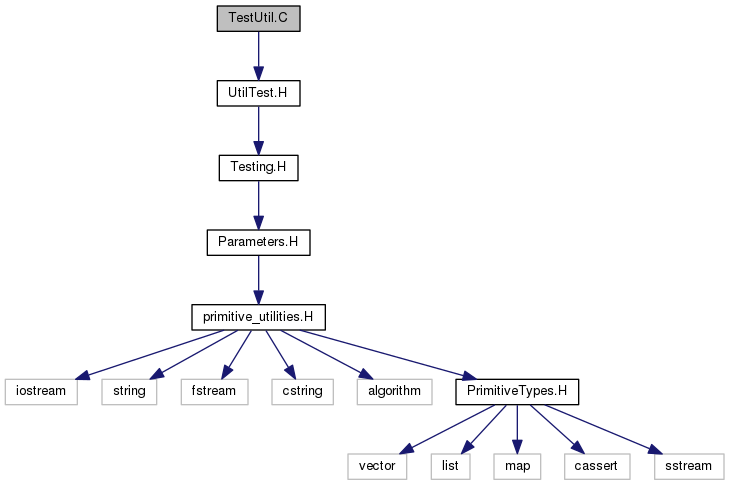 TestUtil.C
UtilTest.H
Testing.H
Parameters.H
primitive_utilities.H
iostream
string
fstream
cstring
algorithm
PrimitiveTypes.H
vector
list
map
cassert
sstream